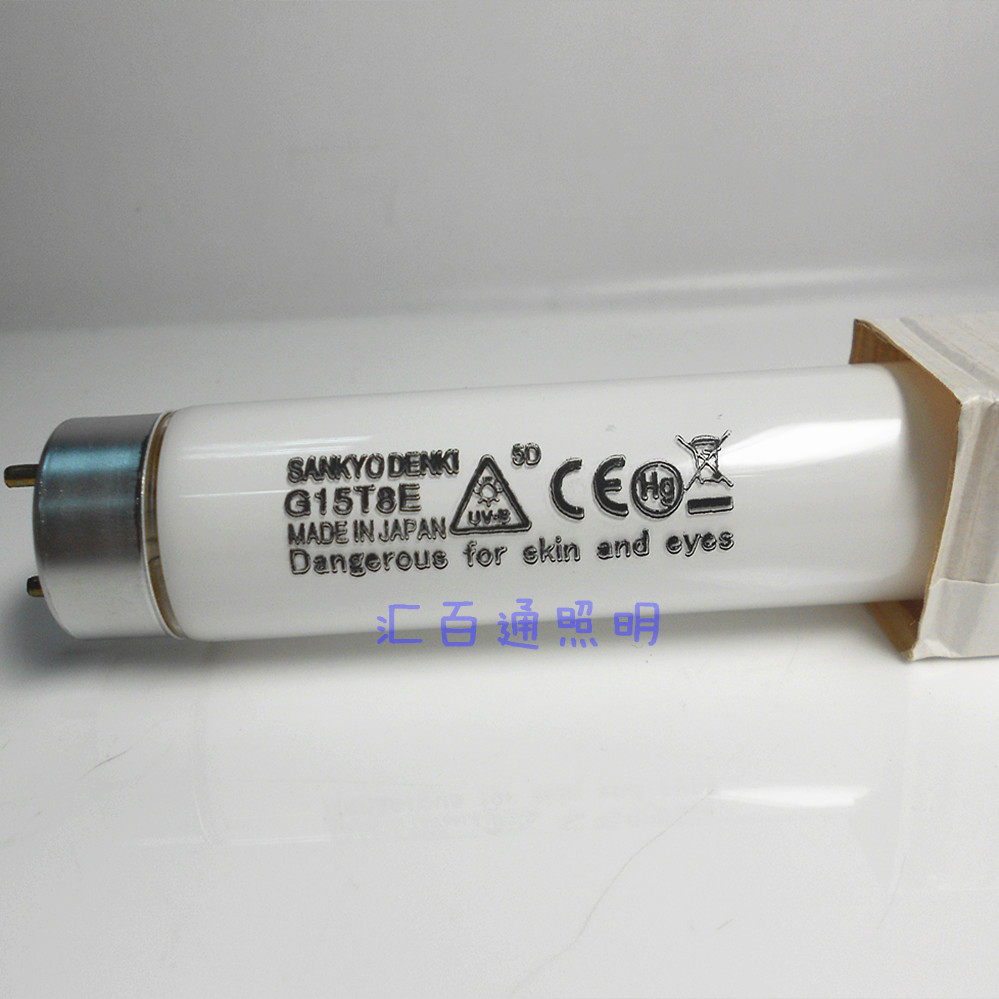 SANKYO DENKI
G15T8E
MADE IN JAPAN
UV-B
5D
CE
Hg
Dangerous for skin and eyes
汇百通照明